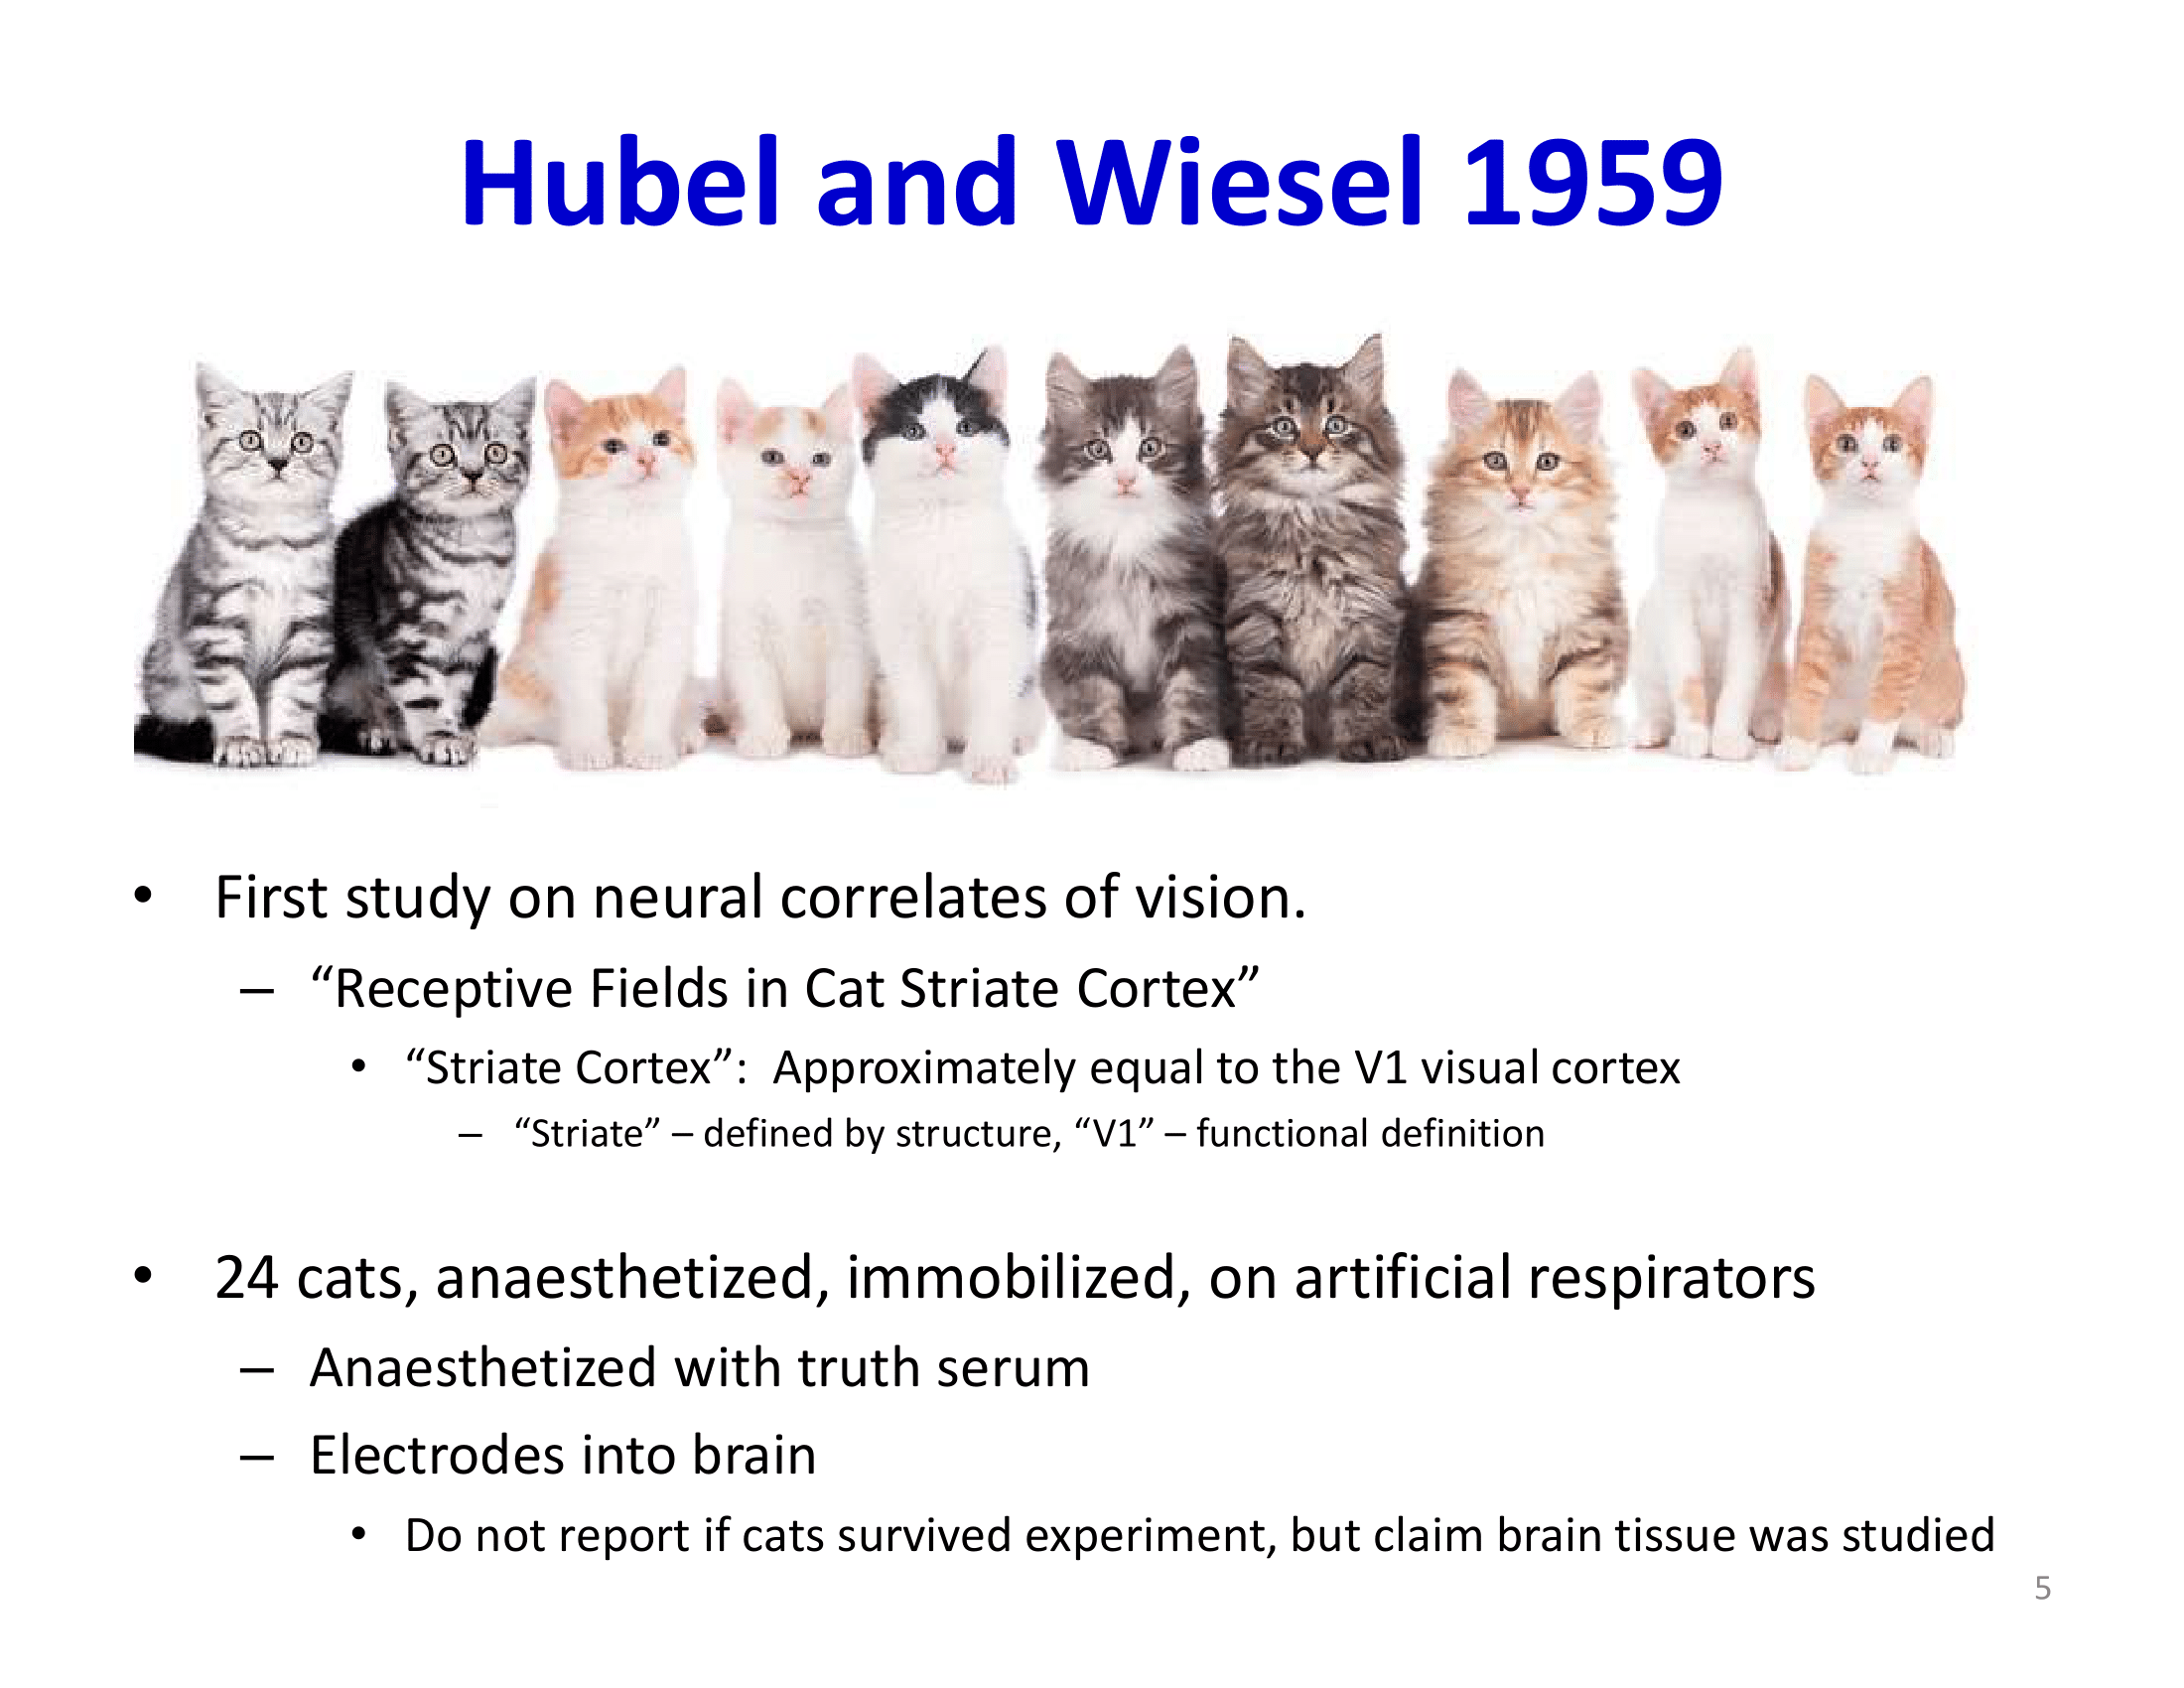 Hubel and Wiesel 1959
• First study on neural correlates of vision.
– “Receptive Fields in Cat Striate Cortex”
• “Striate Cortex”: Approximately equal to the V1 visual cortex
– “Striate” – defined by structure, “V1” – functional definition
• 24 cats, anaesthetized, immobilized, on artificial respirators
– Anaesthetized with truth serum
– Electrodes into brain
• Do not report if cats survived experiment, but claim brain tissue was studied
5